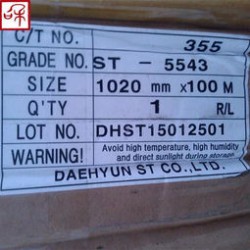 C/T NO. 355
GRADE NO. ST - 5543
SIZE 1020 mm x100 M
Q'TY 1 R/L
LOT NO. DHST15012501
WARNING! Avoid high temperature, high humidity
and direct sunlight during storage.
DAEHYUN ST CO., LTD.